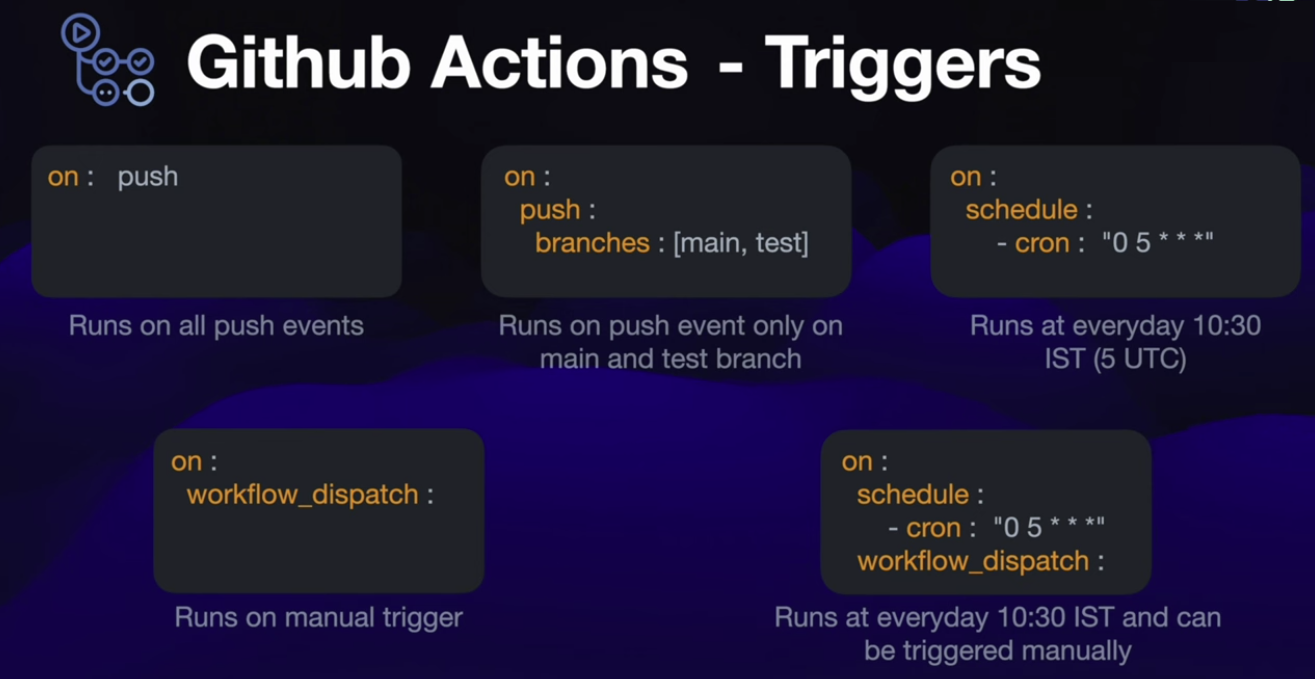 Github Actions - Triggers
on : push
Runs on all push events
on :
push :
branches : [main, test]
Runs on push event only on
main and test branch
on :
schedule :
- cron : "0 5 * * *"
Runs at everyday 10:30
IST (5 UTC)
on :
workflow_dispatch :
Runs on manual trigger
on :
schedule :
- cron : "0 5 * * *"
workflow_dispatch :
Runs at everyday 10:30 IST and can
be triggered manually